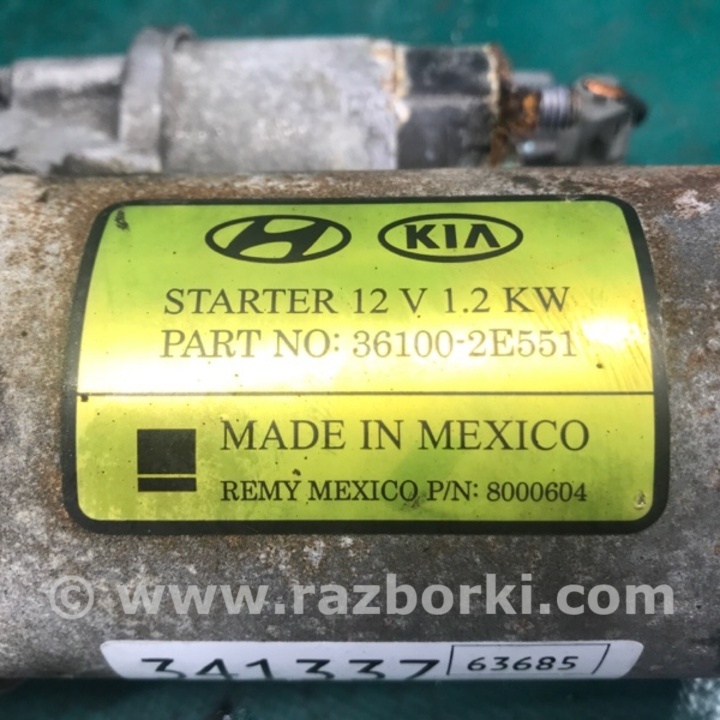 KIA
STARTER 12 V 1.2 KW
PART NO: 36100-2E551
MADE IN MEXICO
REMY MEXICO P/N: 8000604
© www.razborki.com
341337 63685